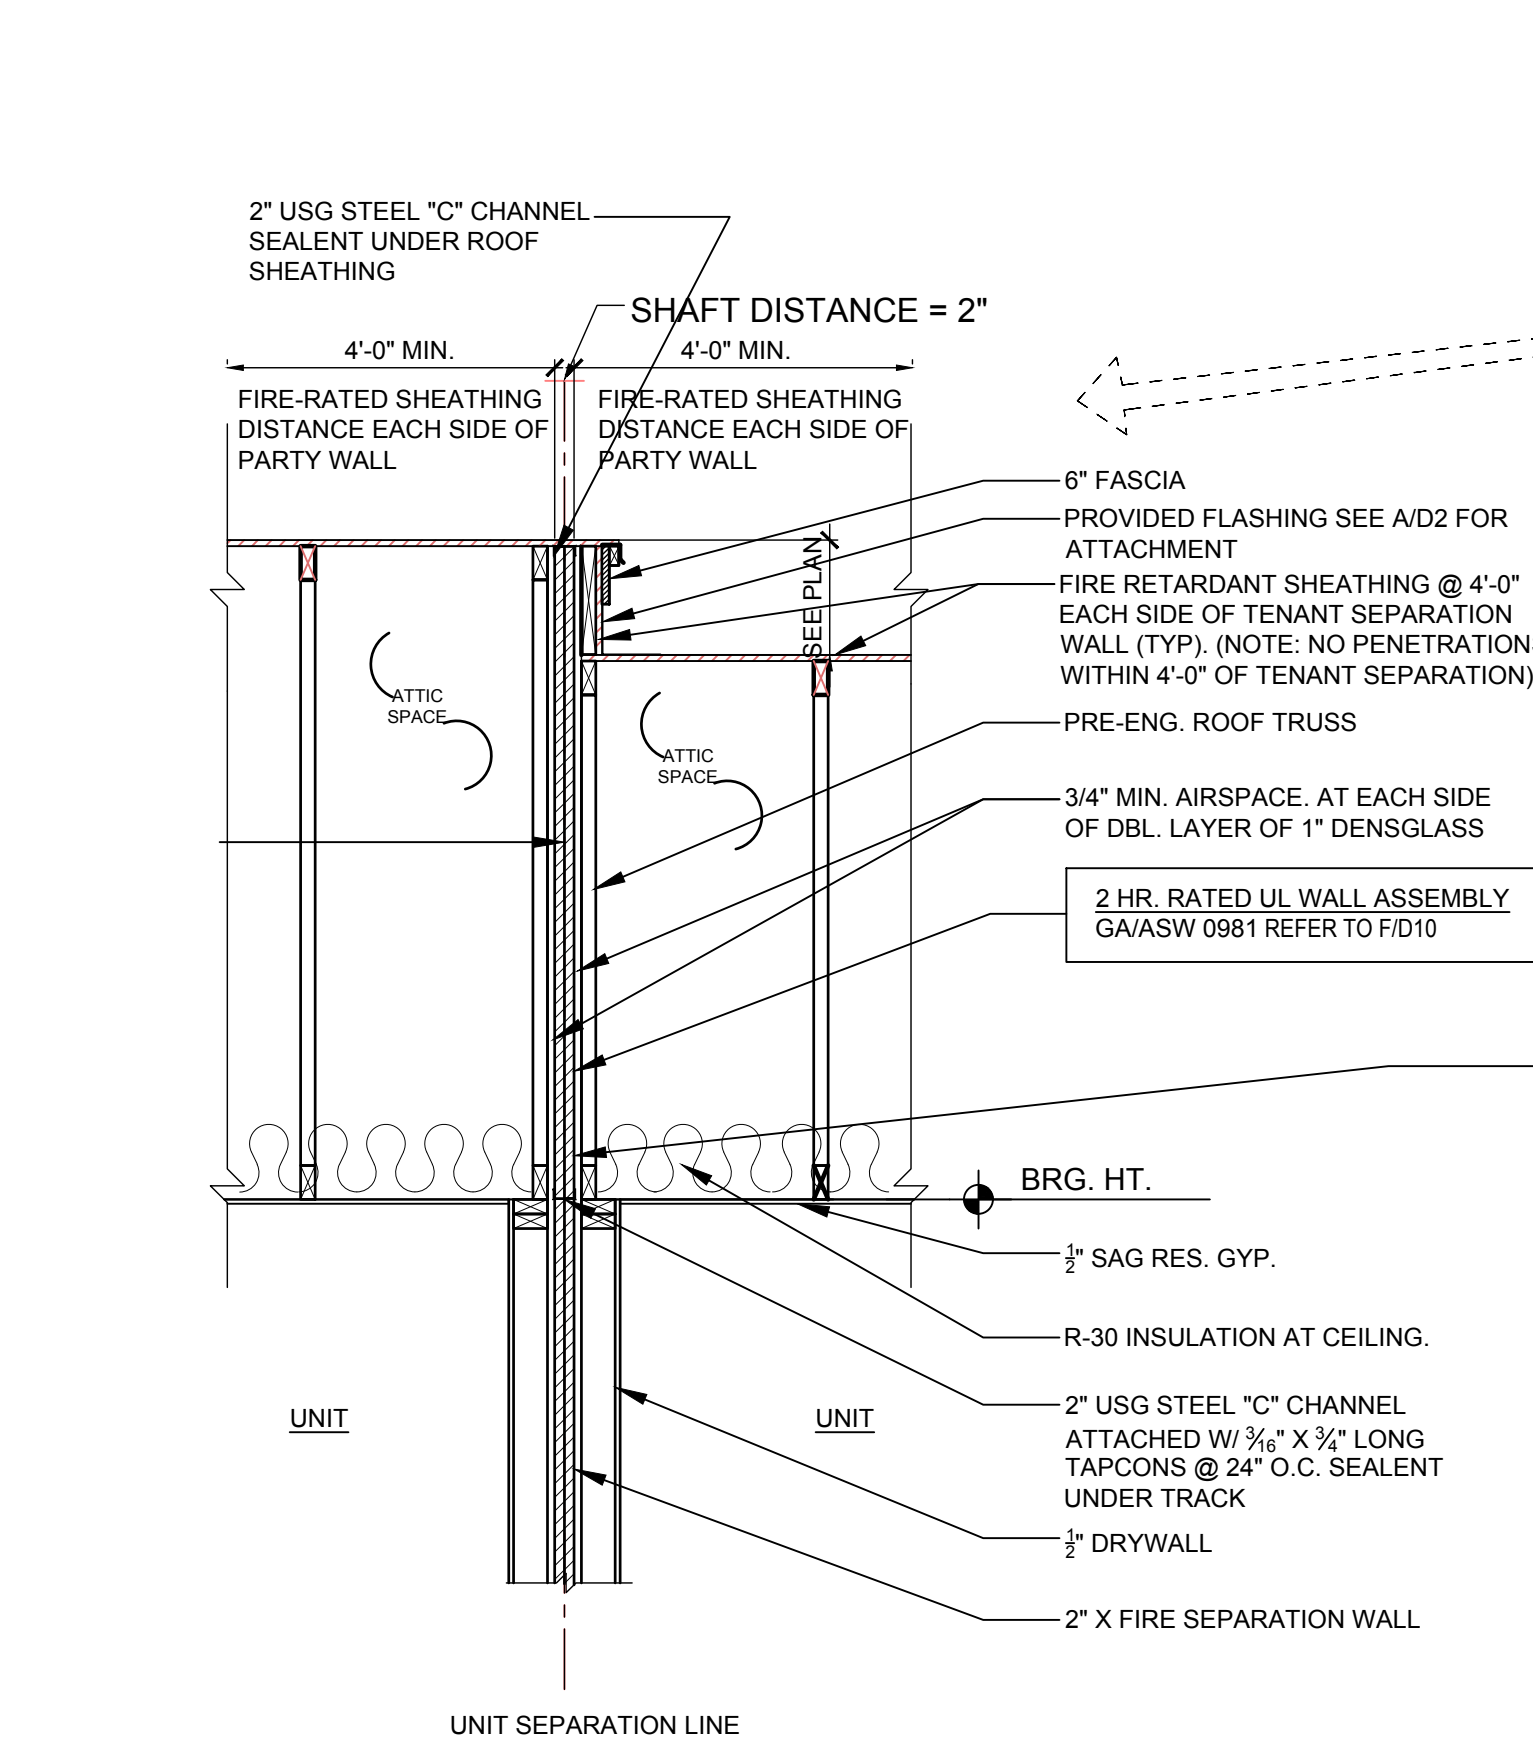 2" USG STEEL "C" CHANNEL
SEALENT UNDER ROOF
SHEATHING
SHAFT DISTANCE = 2"
4'-0" MIN.
4'-0" MIN.
FIRE-RATED SHEATHING
DISTANCE EACH SIDE OF
PARTY WALL
FIRE-RATED SHEATHING
DISTANCE EACH SIDE OF
PARTY WALL
6" FASCIA
PROVIDED FLASHING SEE A/D2 FOR
ATTACHMENT
SEE PLAN
FIRE RETARDANT SHEATHING @ 4'-0"
EACH SIDE OF TENANT SEPARATION
WALL (TYP). (NOTE: NO PENETRATIONS
WITHIN 4'-0" OF TENANT SEPARATION)
ATTIC
SPACE
ATTIC
SPACE
PRE-ENG. ROOF TRUSS
3/4" MIN. AIRSPACE. AT EACH SIDE
OF DBL. LAYER OF 1" DENSGLASS
2 HR. RATED UL WALL ASSEMBLY
GA/ASW 0981 REFER TO F/D10
BRG. HT.
½" SAG RES. GYP.
R-30 INSULATION AT CEILING.
UNIT
UNIT
2" USG STEEL "C" CHANNEL
ATTACHED W/ 3⁄16" X ¾" LONG
TAPCONS @ 24" O.C. SEALENT
UNDER TRACK
½" DRYWALL
2" X FIRE SEPARATION WALL
UNIT SEPARATION LINE